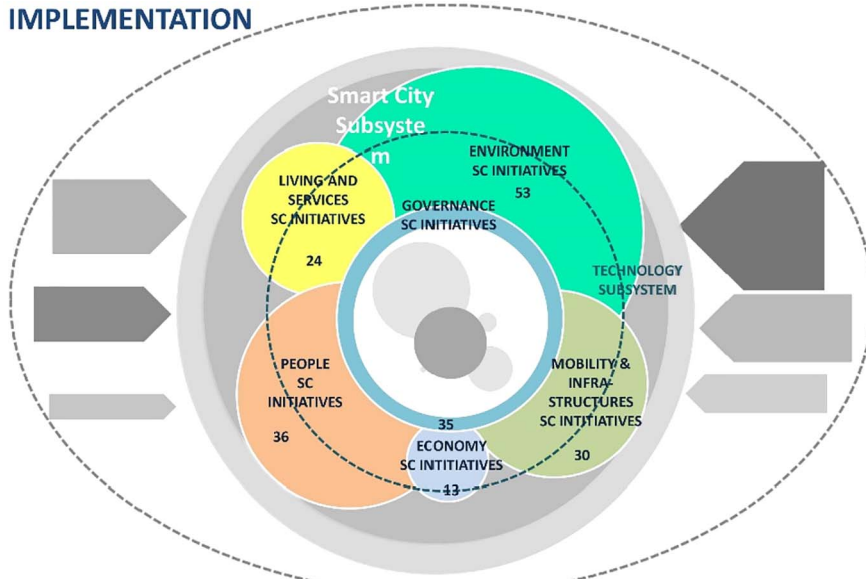 IMPLEMENTATION
Smart City
Subsyste
m
ENVIRONMENT
SC INITIATIVES
53
LIVING AND
SERVICES
SC INITIATIVES
24
GOVERNANCE
SC INITIATIVES
TECHNOLOGY
SUBSYSTEM
PEOPLE
SC
INITIATIVES
36
MOBILITY &
INFRA-
STRUCTURES
SC INTITIATIVES
30
35
ECONOMY
SC INTITIATIVES
13